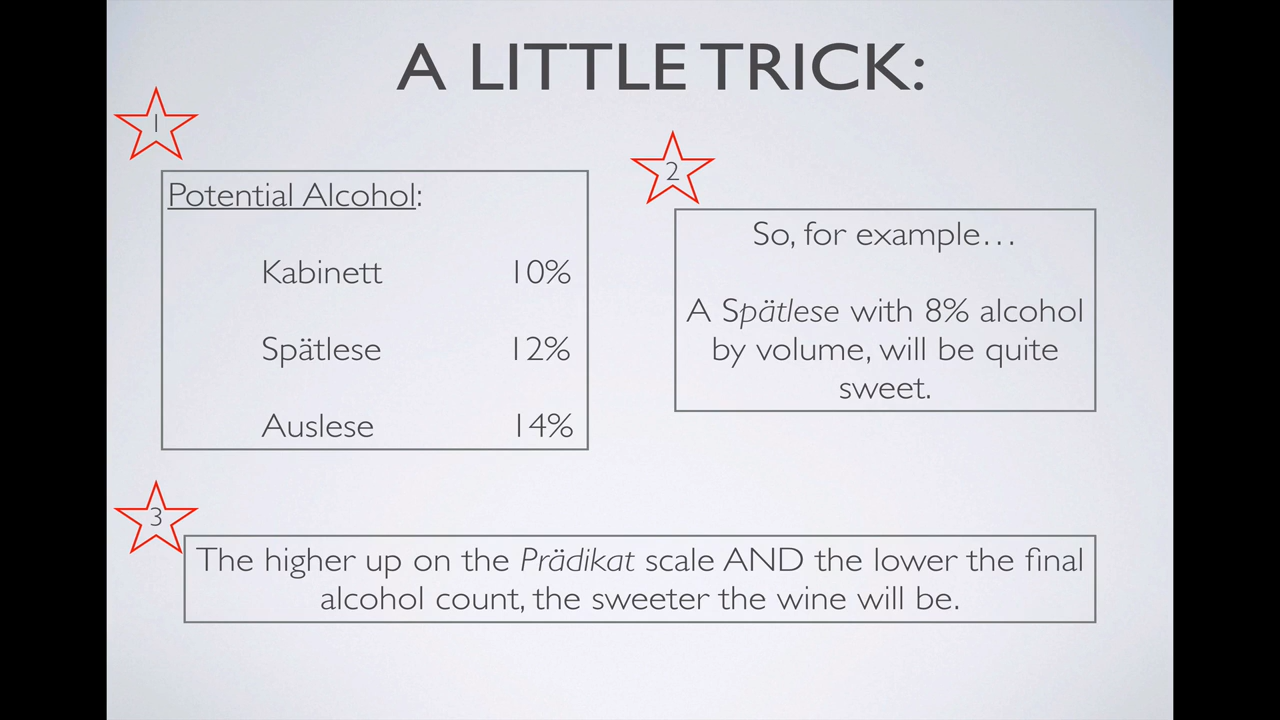 A LITTLE TRICK:
1
Potential Alcohol:
Kabinett 10%
Spätlese 12%
Auslese 14%
2
So, for example…
A Spätlese with 8% alcohol
by volume, will be quite
sweet.
3
The higher up on the Prädikat scale AND the lower the final
alcohol count, the sweeter the wine will be.